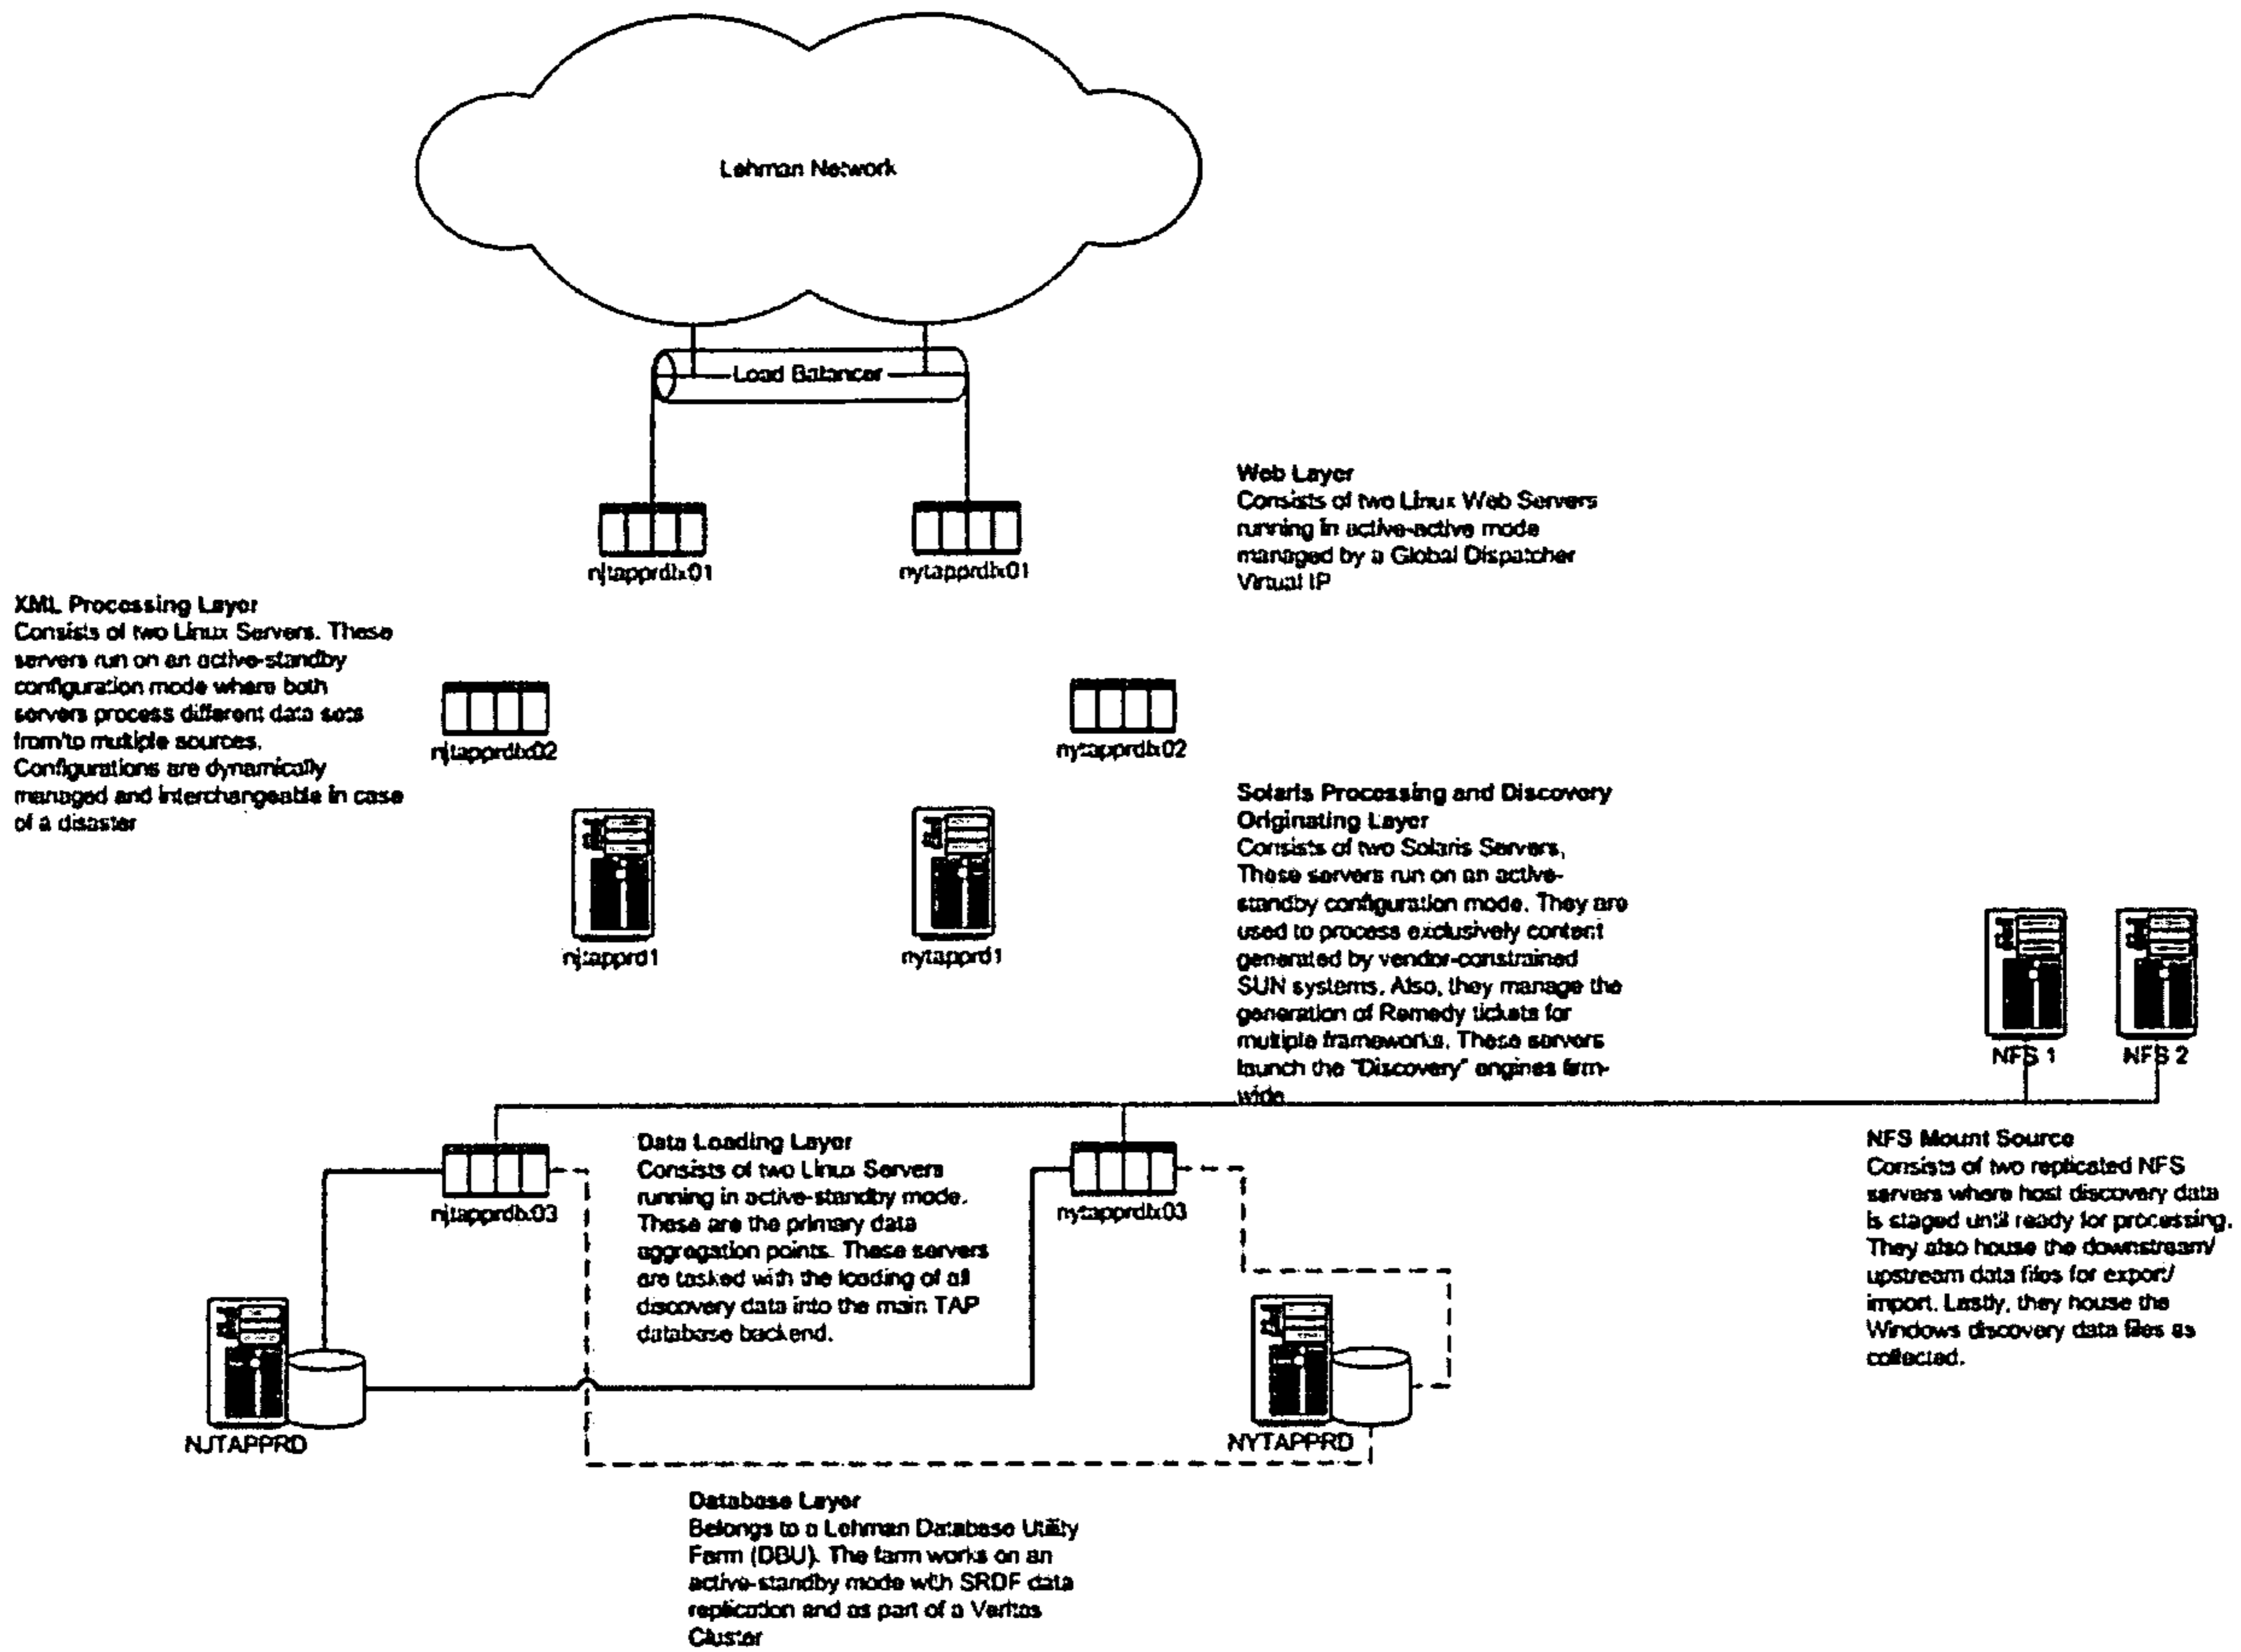 Lehman Network
Load Balancer
njtapprdlx01
nytapprdlx01
Web Layer
Consists of two Linux Web Servers
running in active-active mode
managed by a Global Dispatcher
Virtual IP
XML Processing Layer
Consists of two Linux Servers. These
servers run on an active-standby
configuration mode where both
servers process different data sets
from/to multiple sources.
Configurations are dynamically
managed and interchangeable in case
of a disaster
njtapprdlx02
nytapprdlx02
njtapprd1
nytapprd1
Solaris Processing and Discovery
Originating Layer
Consists of two Solaris Servers,
These servers run on an active-
standby configuration mode. They are
used to process exclusively content
generated by vendor-constrained
SUN systems. Also, they manage the
generation of Remedy tickets for
multiple frameworks. These servers
launch the "Discovery" engines firm-
wide
NFS 1
NFS 2
njtapprdlx03
Data Loading Layer
Consists of two Linux Servers
running in active-standby mode.
These are the primary data
aggregation points. These servers
are tasked with the loading of all
discovery data into the main TAP
database backend.
nytapprdlx03
NFS Mount Source
Consists of two replicated NFS
servers where host discovery data
is staged until ready for processing.
They also house the downstream/
upstream data files for export/
import. Lastly, they house the
Windows discovery data files as
collected.
NJTAPPRD
NYTAPPRD
Database Layer
Belongs to a Lehman Database Utility
Farm (DBU). The farm works on an
active-standby mode with SRDF data
replication and as part of a Veritas
Cluster